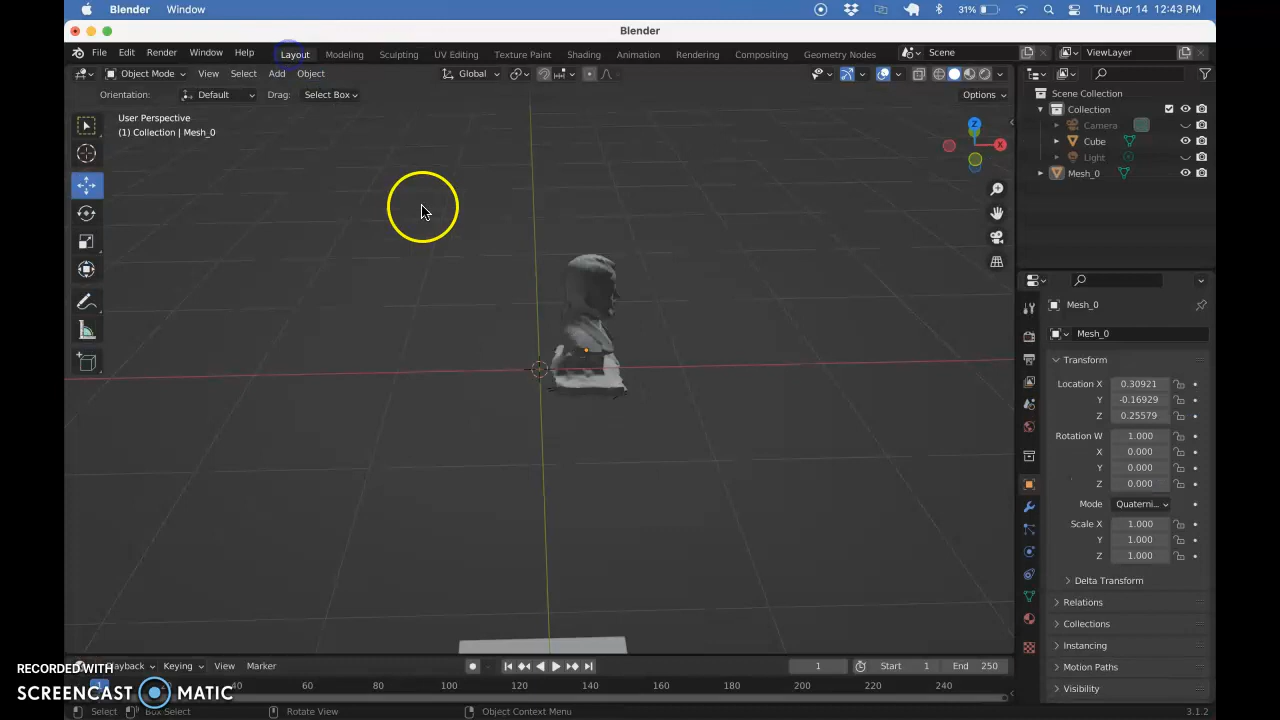 Blender Window 31% Thu Apr 14 12:43 PM
Blender
File Edit Render Window Help Layout Modeling Sculpting UV Editing Texture Paint Shading Animation Rendering Compositing Geometry Nodes Scene ViewLayer
Object Mode View Select Add Object Global
Orientation: Default Drag: Select Box Options
Scene Collection
Collection
Camera
Cube
Light
Mesh_0
User Perspective
(1) Collection | Mesh_0
Z
X
Mesh_0
Mesh_0
Transform
Location X 0.30921
Y -0.16929
Z 0.25579
Rotation W 1.000
X 0.000
Y 0.000
Z 0.000
Mode Quaterni...
Scale X 1.000
Y 1.000
Z 1.000
Delta Transform
Relations
Collections
Instancing
Motion Paths
Visibility
Keying View Marker 1 Start 1 End 250
40 60 80 100 120 140 160 180 200 220 240
Select Box Select Rotate View Object Context Menu 3.1.2
RECORDED WITH
SCREENCAST MATIC